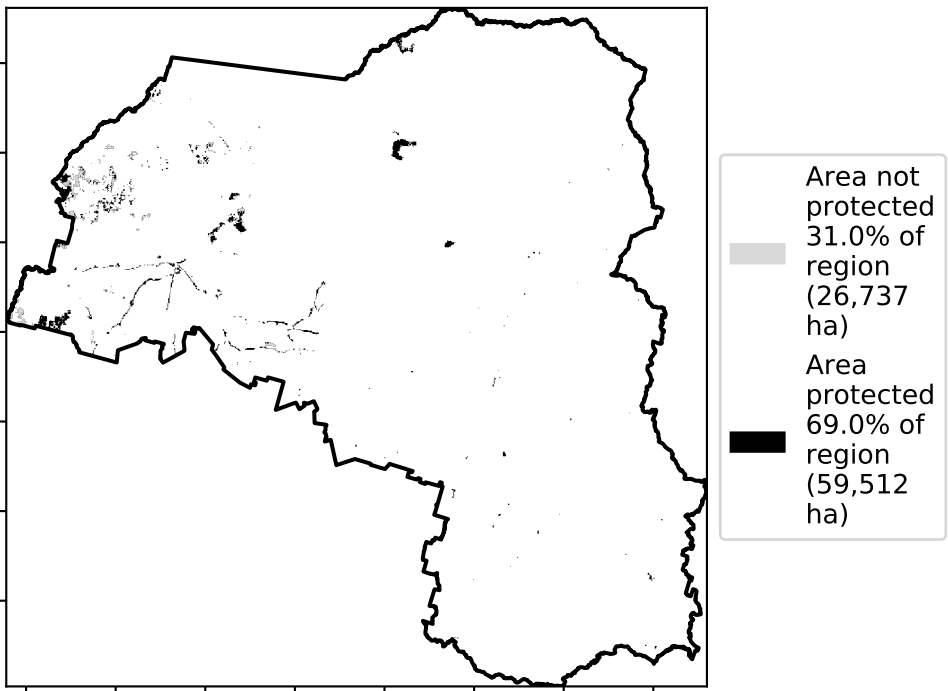 Area not
protected
31.0% of
region
(26,737
ha)
Area
protected
69.0% of
region
(59,512
ha)